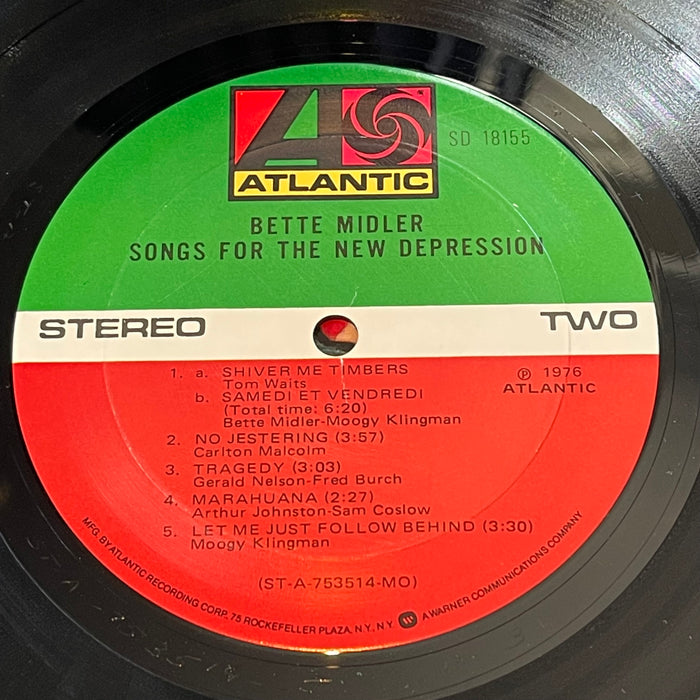 ATLANTIC
SD 18155
BETTE MIDLER
SONGS FOR THE NEW DEPRESSION
STEREO
TWO
1. a. SHIVER ME TIMBERS
Tom Waits
b. SAMEDI ET VENDREDI
(Total time: 6:20)
Bette Midler-Moogy Klingman
2. NO JESTERING (3:57)
Carlton Malcolm
3. TRAGEDY (3:03)
Gerald Nelson-Fred Burch
4. MARAHUANA (2:27)
Arthur Johnston-Sam Coslow
5. LET ME JUST FOLLOW BEHIND (3:30)
Moogy Klingman
℗ 1976
ATLANTIC
(ST-A-753514-MO)
MFG. BY ATLANTIC RECORDING CORP. 75 ROCKEFELLER PLAZA, N.Y., N.Y. A WARNER COMMUNICATIONS COMPANY